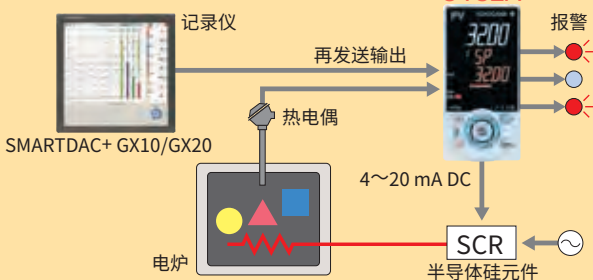 记录仪
报警
PV
3200
SP
3200
再发送输出
热电偶
SMARTDAC+ GX10/GX20
4～20 mA DC
SCR
电炉
半导体硅元件